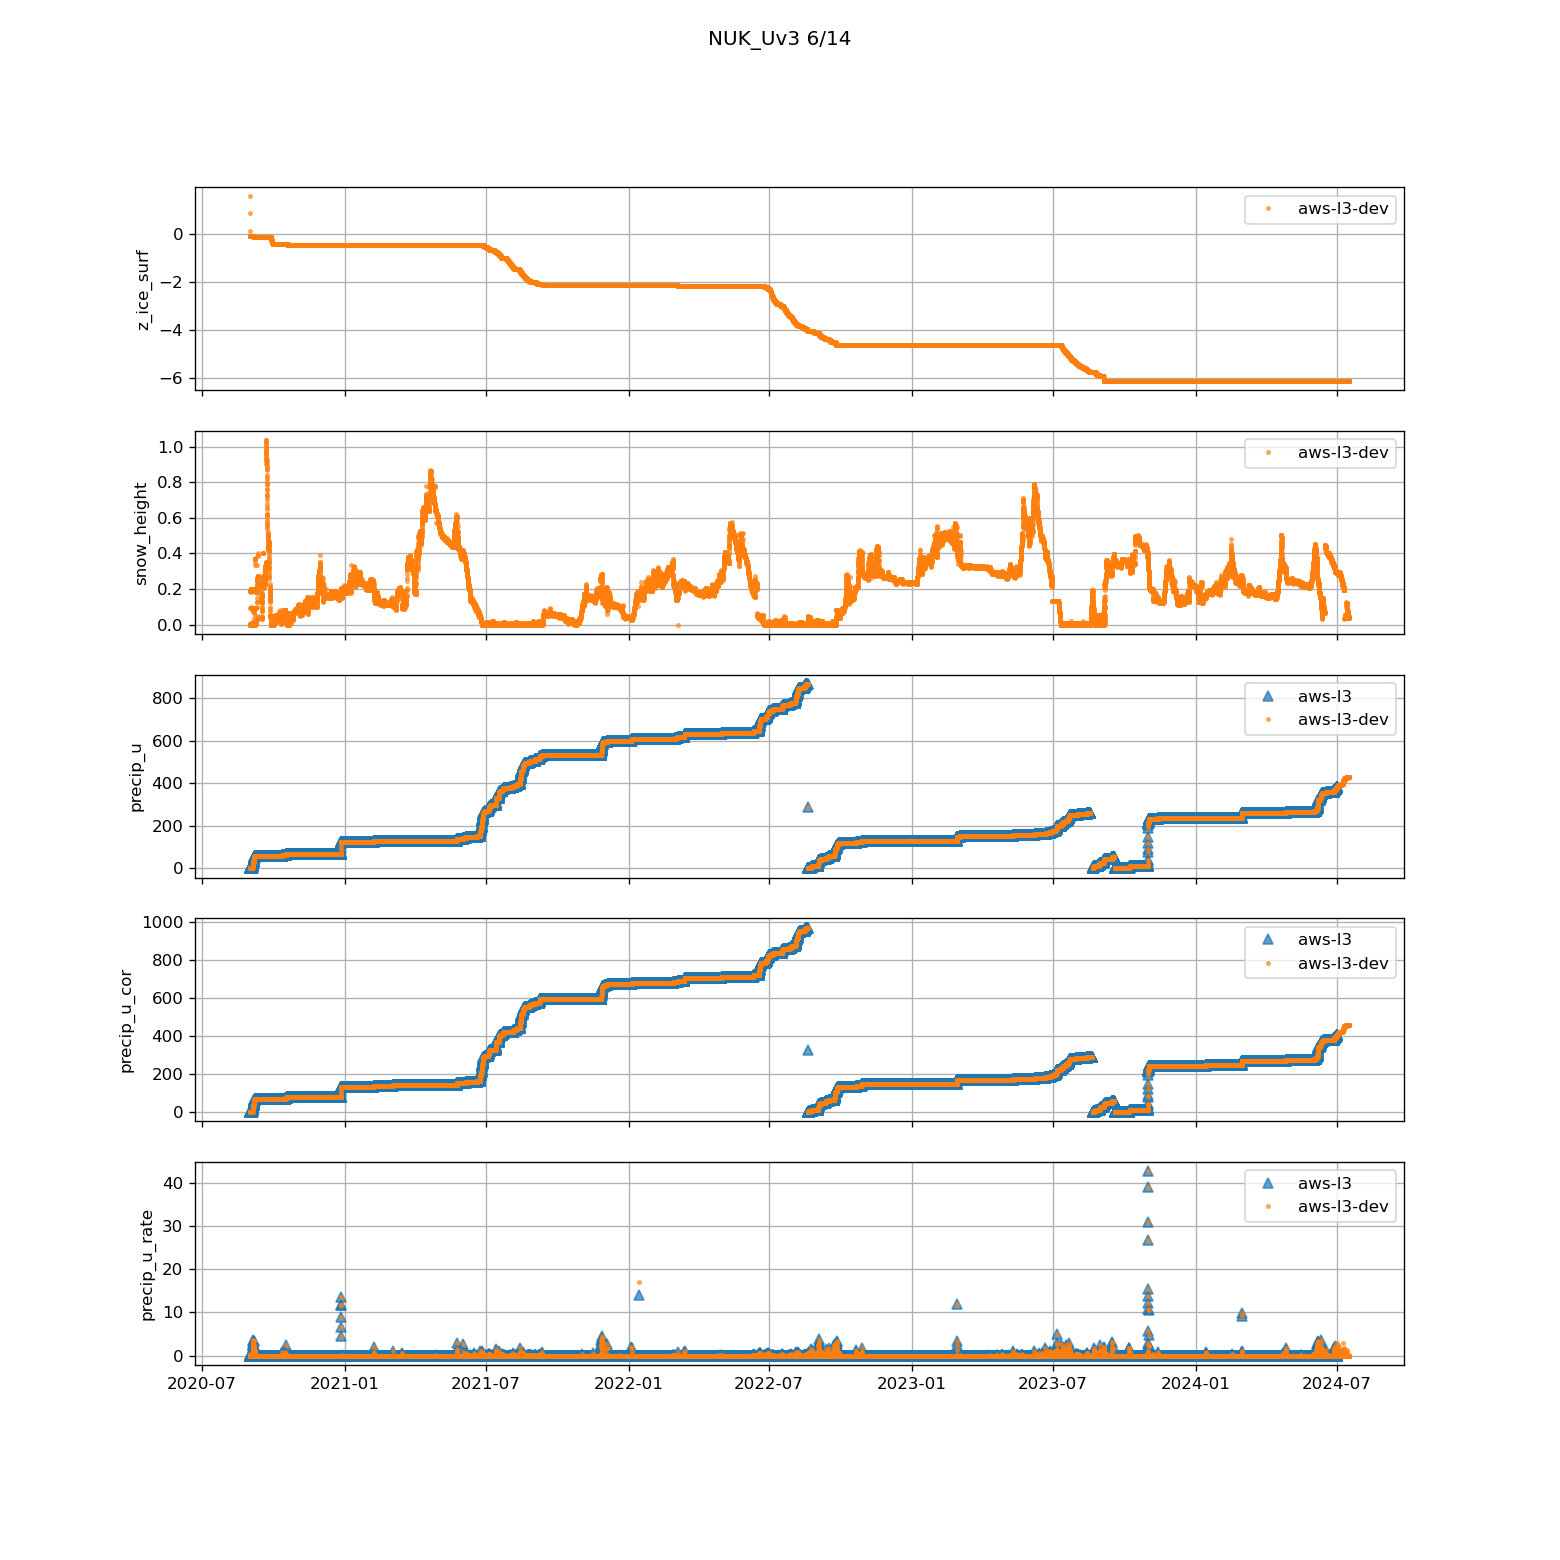 NUK_Uv3 6/14
z_ice_surf
0
−2
−4
−6
aws-l3-dev
snow_height
1.0
0.8
0.6
0.4
0.2
0.0
aws-l3-dev
precip_u
800
600
400
200
0
aws-l3
aws-l3-dev
precip_u_cor
1000
800
600
400
200
0
aws-l3
aws-l3-dev
precip_u_rate
40
30
20
10
0
aws-l3
aws-l3-dev
2020-07 2021-01 2021-07 2022-01 2022-07 2023-01 2023-07 2024-01 2024-07